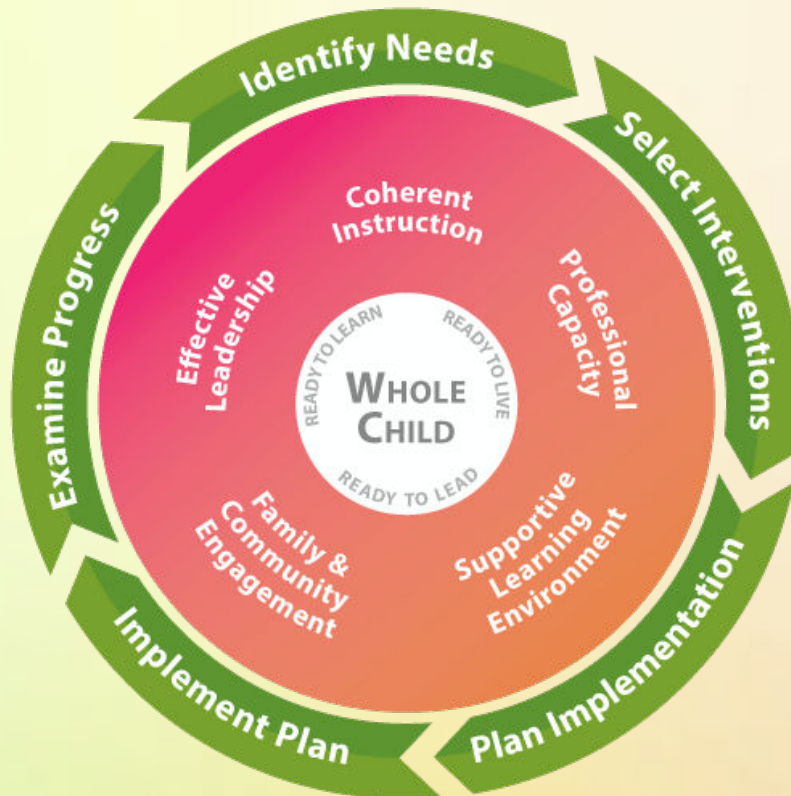 Identify Needs
Select Interventions
Plan Implementation
Implement Plan
Examine Progress
Coherent
Instruction
Professional
Capacity
Supportive
Learning
Environment
Family &
Community
Engagement
Effective
Leadership
READY TO LEARN
READY TO LIVE
READY TO LEAD
WHOLE
CHILD